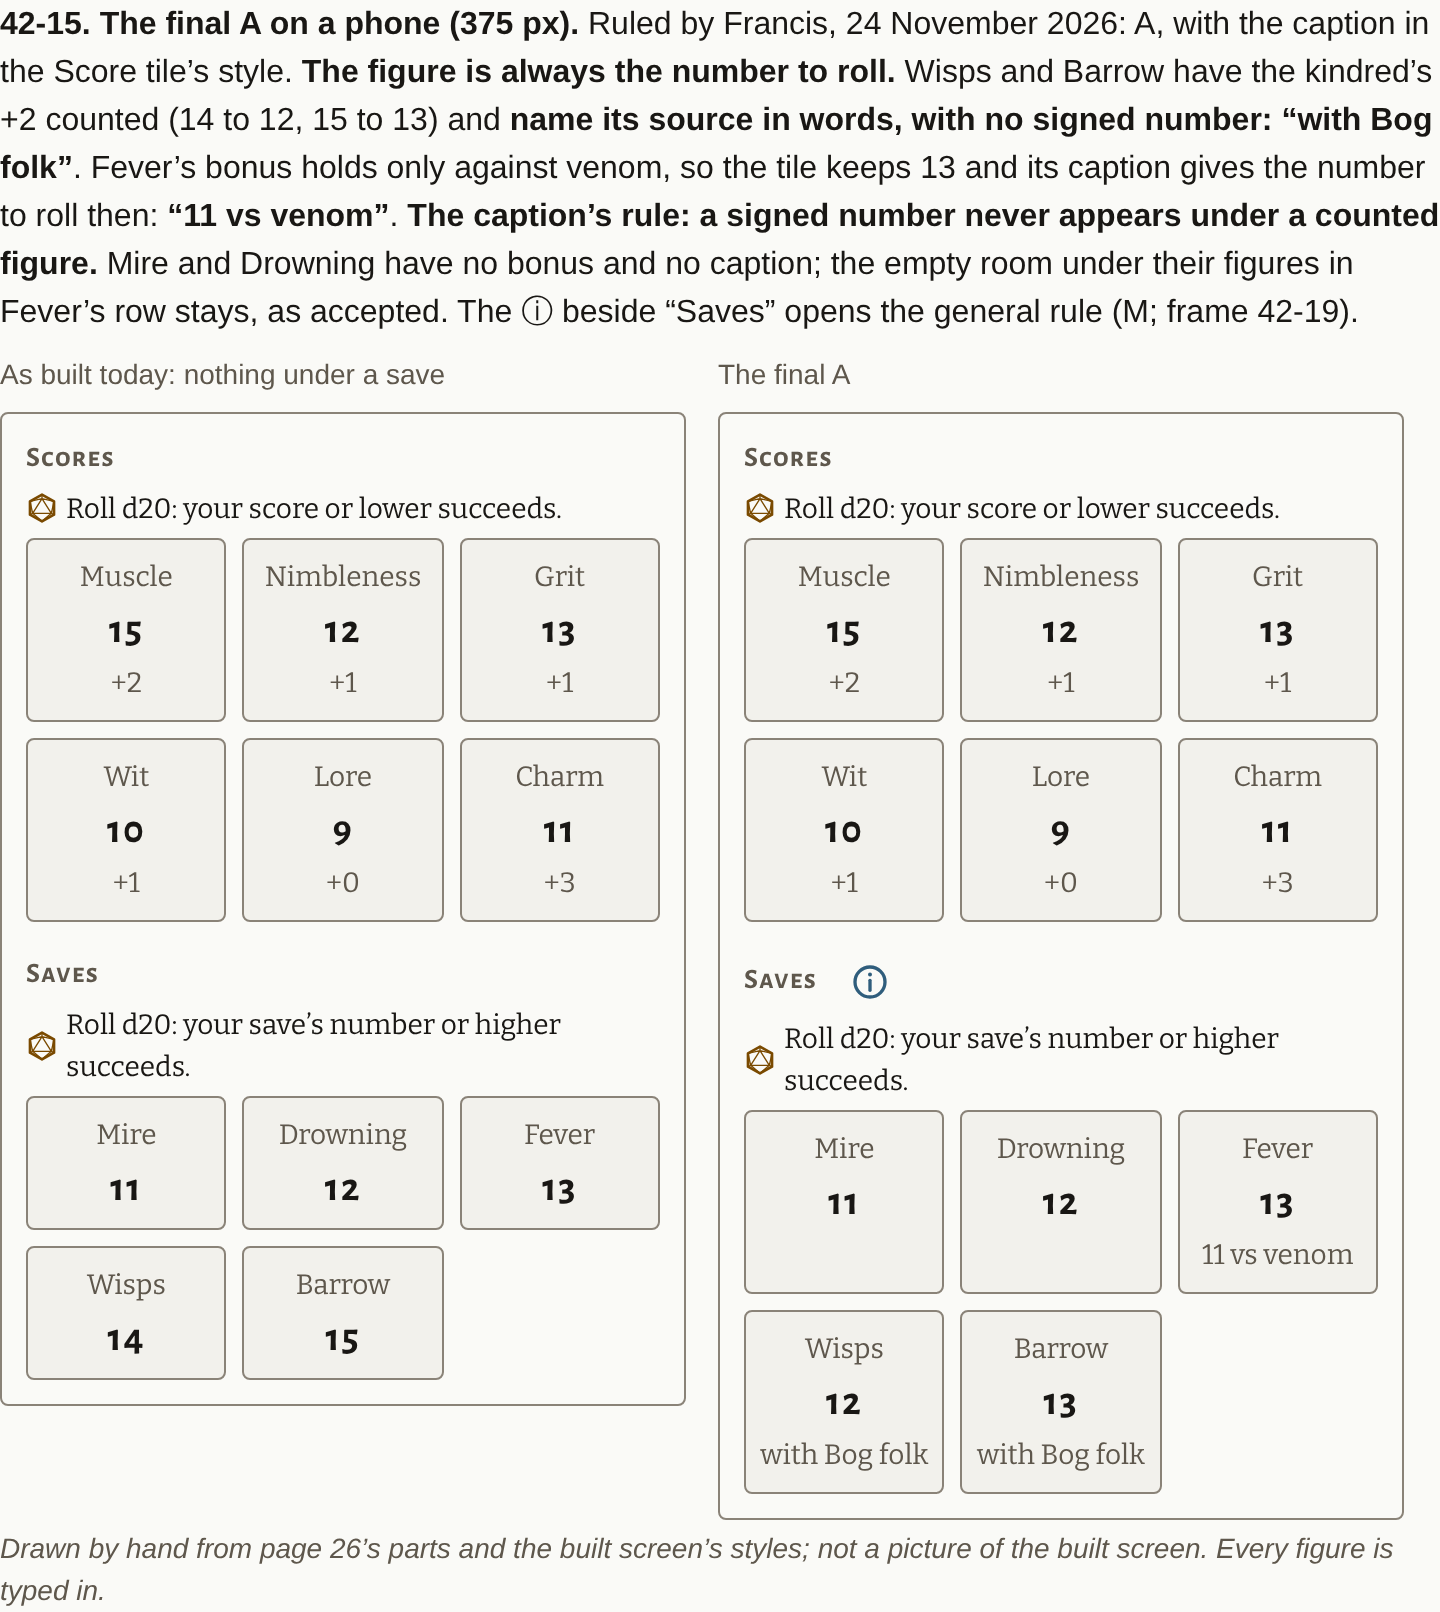 42-15. The final A on a phone (375 px). Ruled by Francis, 24 November 2026: A, with the caption in
the Score tile’s style. The figure is always the number to roll. Wisps and Barrow have the kindred’s
+2 counted (14 to 12, 15 to 13) and name its source in words, with no signed number: “with Bog
folk”. Fever’s bonus holds only against venom, so the tile keeps 13 and its caption gives the number
to roll then: “11 vs venom”. The caption’s rule: a signed number never appears under a counted
figure. Mire and Drowning have no bonus and no caption; the empty room under their figures in
Fever’s row stays, as accepted. The ⓘ beside “Saves” opens the general rule (M; frame 42-19).
As built today: nothing under a save
Scores
Roll d20: your score or lower succeeds.
Muscle Nimbleness Grit
15 12 13
+2 +1 +1
Wit Lore Charm
10 9 11
+1 +0 +3
Saves
Roll d20: your save’s number or higher
succeeds.
Mire Drowning Fever
11 12 13
Wisps Barrow
14 15
The final A
Scores
Roll d20: your score or lower succeeds.
Muscle Nimbleness Grit
15 12 13
+2 +1 +1
Wit Lore Charm
10 9 11
+1 +0 +3
Saves ⓘ
Roll d20: your save’s number or higher
succeeds.
Mire Drowning Fever
11 12 13
11 vs venom
Wisps Barrow
12 13
with Bog folk with Bog folk
Drawn by hand from page 26’s parts and the built screen’s styles; not a picture of the built screen. Every figure is
typed in.